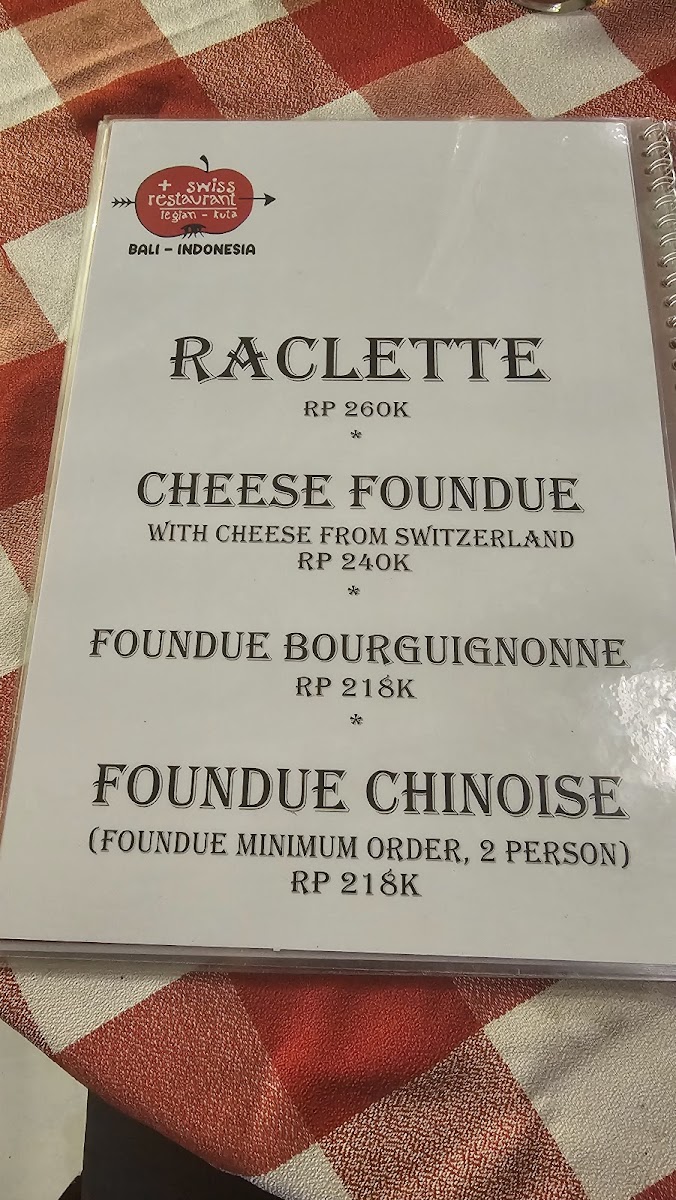 + swiss
restaurant
legian - kuta
BALI - INDONESIA
RACLETTE
RP 260K
*
CHEESE FOUNDUE
WITH CHEESE FROM SWITZERLAND
RP 240K
*
FOUNDUE BOURGUIGNONNE
RP 218K
*
FOUNDUE CHINOISE
(FOUNDUE MINIMUM ORDER, 2 PERSON)
RP 218K